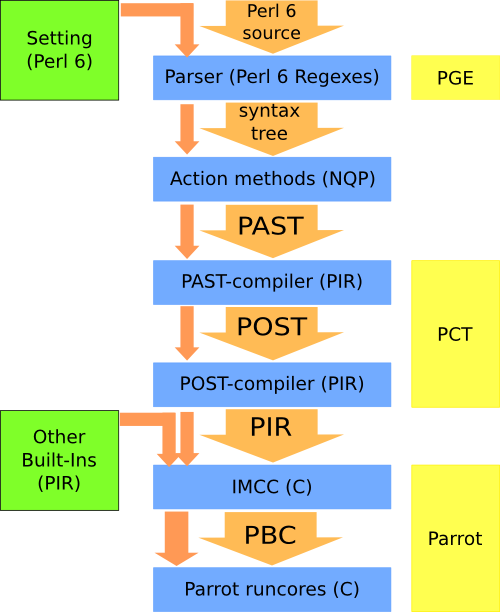 Perl 6
source
Setting
(Perl 6)
Parser (Perl 6 Regexes)
PGE
syntax
tree
Action methods (NQP)
PAST
PAST-compiler (PIR)
POST
PCT
POST-compiler (PIR)
PIR
Other
Built-Ins
(PIR)
IMCC (C)
PBC
Parrot
Parrot runcores (C)